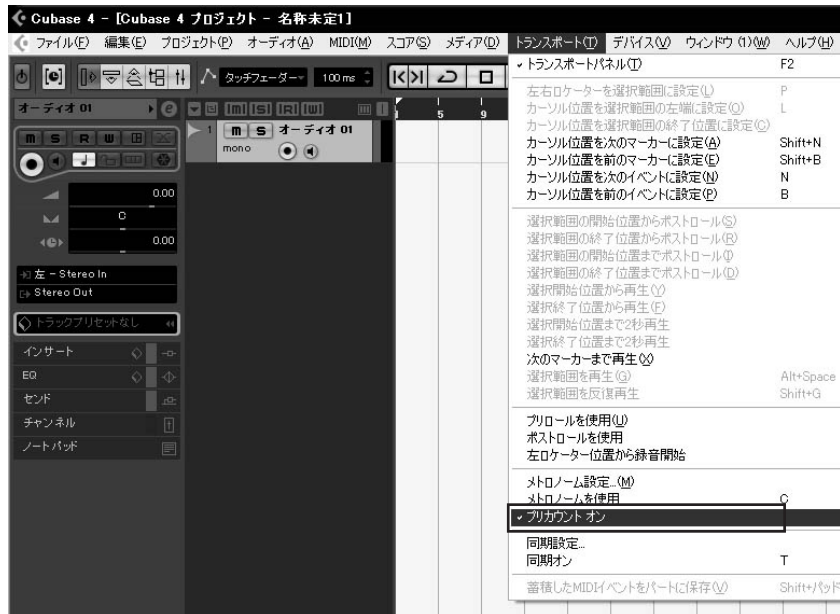 Cubase 4 - [Cubase 4 プロジェクト - 名称未定1]
ファイル(F) 編集(E) プロジェクト(P) オーディオ(A) MIDI(M) スコア(S) メディア(D) トランスポート(T) デバイス(V) ウィンドウ (1)(W) ヘルプ(H)
タッチフェーダー 100 ms
オーディオ 01
m S R W
0.00
C
0.00
左 - Stereo In
Stereo Out
トラックプリセットなし
インサート
EQ
センド
チャンネル
ノートパッド
m S R W
1 m S オーディオ 01
mono
1 5 9
トランスポートパネル(T) F2
左右ロケーターを選択範囲に設定(L) P
カーソル位置を選択範囲の左端に設定(O) L
カーソル位置を選択範囲の終了位置に設定(C)
カーソル位置を次のマーカーに設定(A) Shift+N
カーソル位置を前のマーカーに設定(E) Shift+B
カーソル位置を次のイベントに設定(N) N
カーソル位置を前のイベントに設定(P) B
選択範囲の開始位置からポストロール(S)
選択範囲の終了位置からポストロール(R)
選択範囲の開始位置までポストロール(I)
選択範囲の終了位置までポストロール(D)
選択開始位置から再生(Y)
選択終了位置から再生(F)
選択開始位置まで2秒再生
選択終了位置まで2秒再生
次のマーカーまで再生(X)
選択範囲を再生(G) Alt+Space
選択範囲を反復再生 Shift+G
プリロールを使用(U)
ポストロールを使用
左ロケーター位置から録音開始
メトロノーム設定...(M)
メトロノームを使用 C
プリカウント オン
同期設定...
同期オン T
蓄積したMIDIイベントをパートに保存(V) Shift+パッド